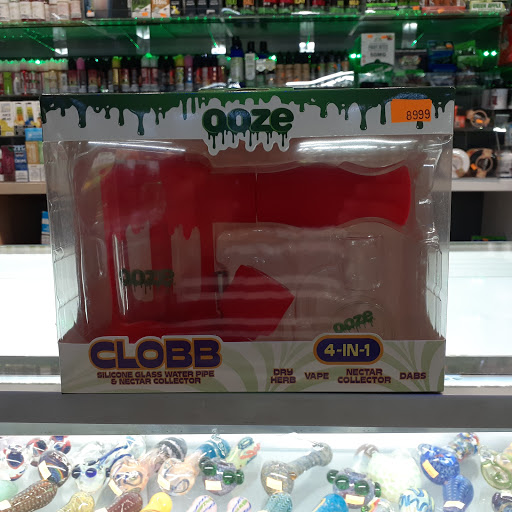 ooze
8999
ooze
ooze
CLOBB
SILICONE GLASS WATER PIPE
& NECTAR COLLECTOR
4-IN-1
DRY HERB
VAPE
NECTAR COLLECTOR
DABS